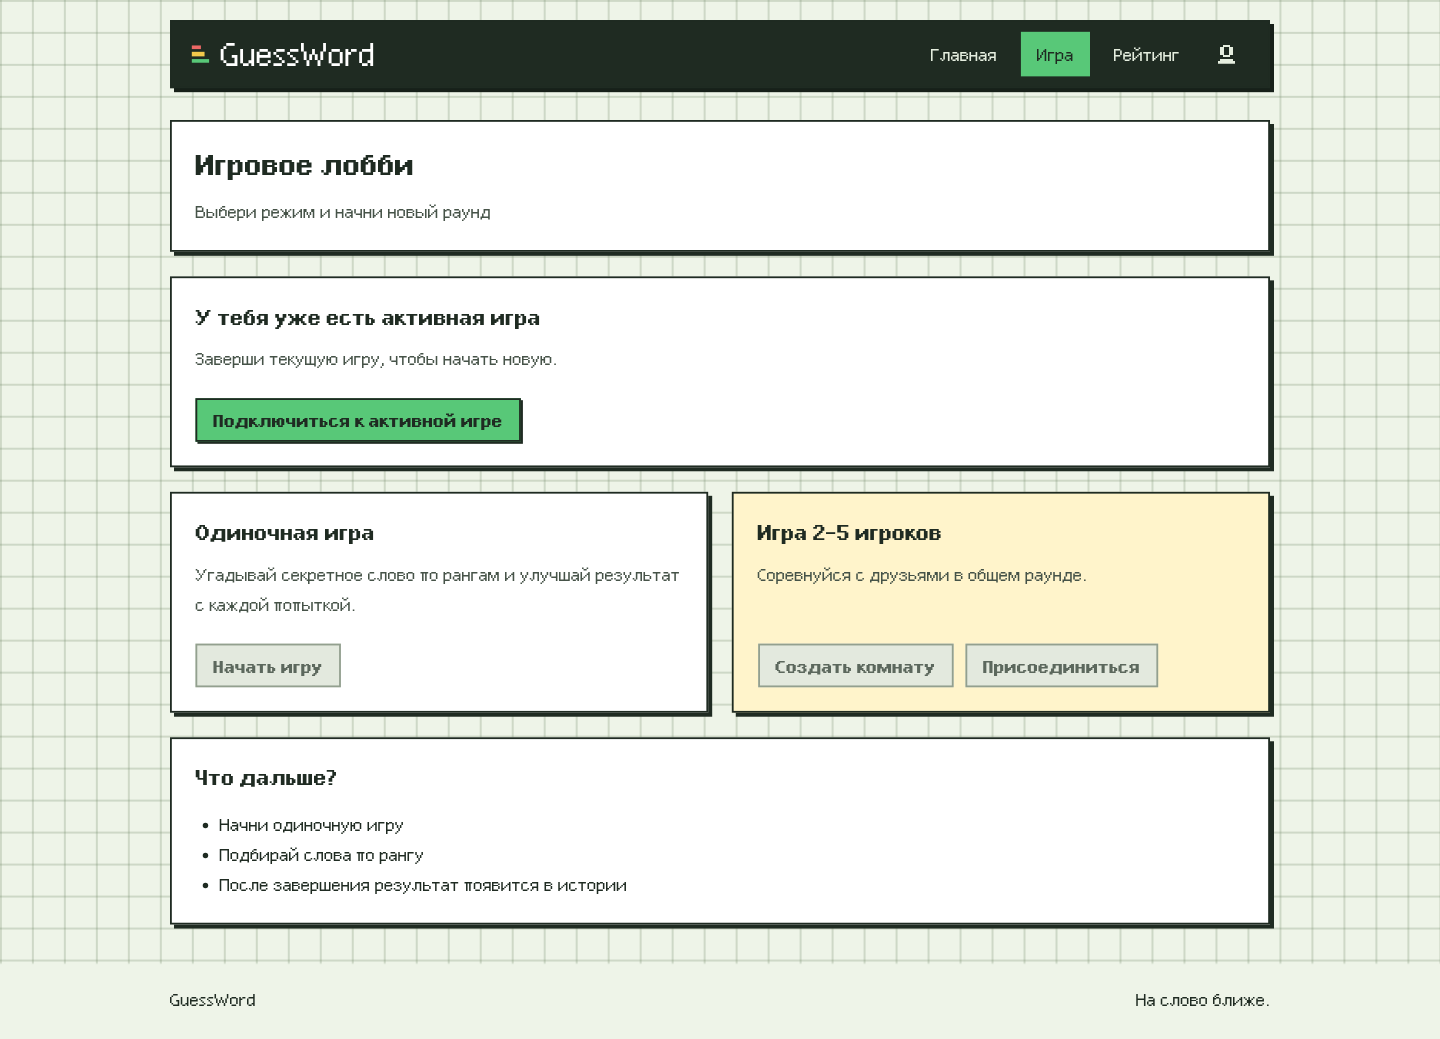 GuessWord
Главная
Игра
Рейтинг
Игровое лобби
Выбери режим и начни новый раунд
У тебя уже есть активная игра
Заверши текущую игру, чтобы начать новую.
Подключиться к активной игре
Одиночная игра
Угадывай секретное слово по рангам и улучшай результат
с каждой попыткой.
Начать игру
Игра 2–5 игроков
Соревнуйся с друзьями в общем раунде.
Создать комнату
Присоединиться
Что дальше?
• Начни одиночную игру
• Подбирай слова по рангу
• После завершения результат появится в истории
GuessWord
На слово ближе.